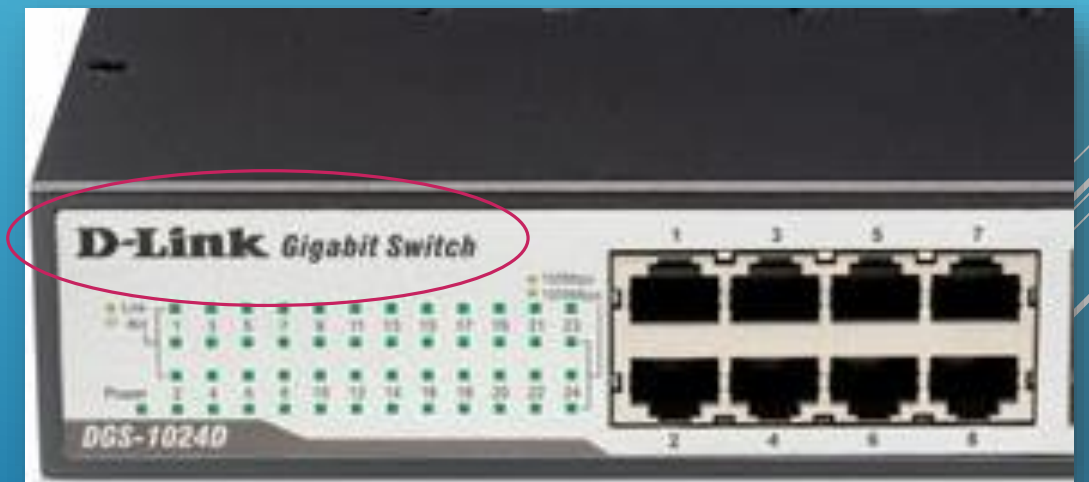 D-Link Gigabit Switch
1 3 5 7
1 3 5 7 9 11 13 15 17 19 21 23
Power 2 4 6 8 10 12 14 16 18 20 22 24
DGS-1024D
2 4 6 8